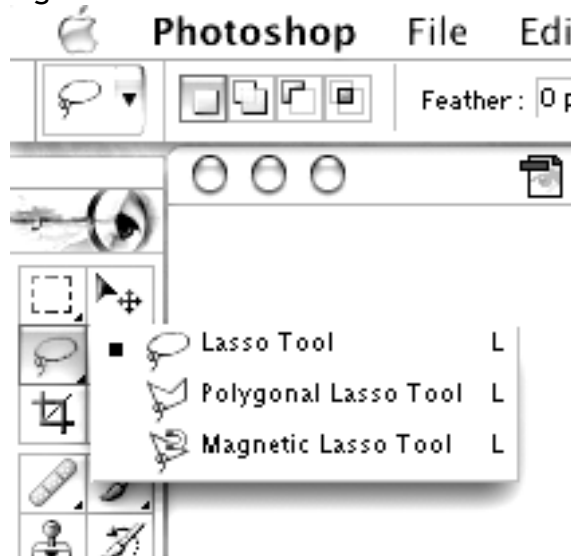 Photoshop File Edi
Feather: 0 p
Lasso Tool L
Polygonal Lasso Tool L
Magnetic Lasso Tool L